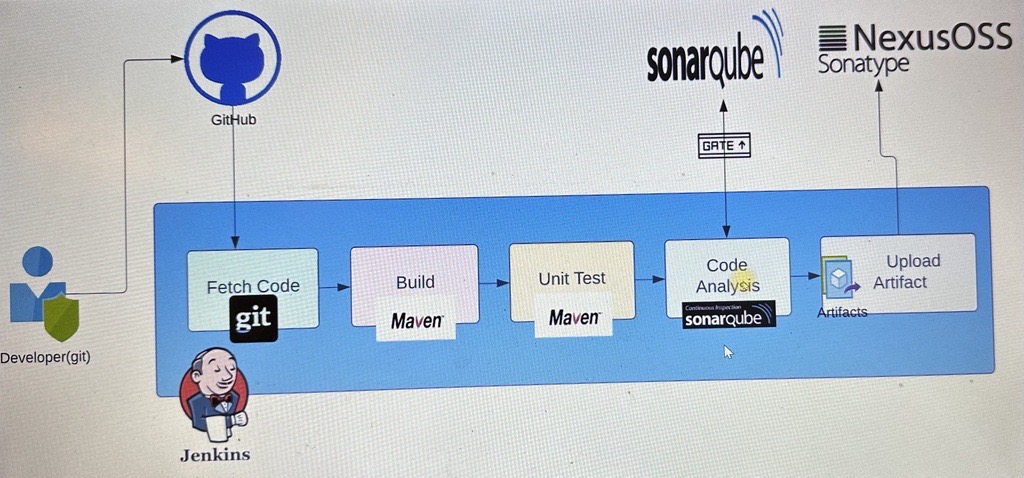 GitHub
sonarqube
NexusOSS
Sonatype
GATE ↑
Developer(git)
Fetch Code
git
Build
Maven
Unit Test
Maven
Code
Analysis
Continuous Inspection
sonarqube
Upload
Artifact
Artifacts
Jenkins